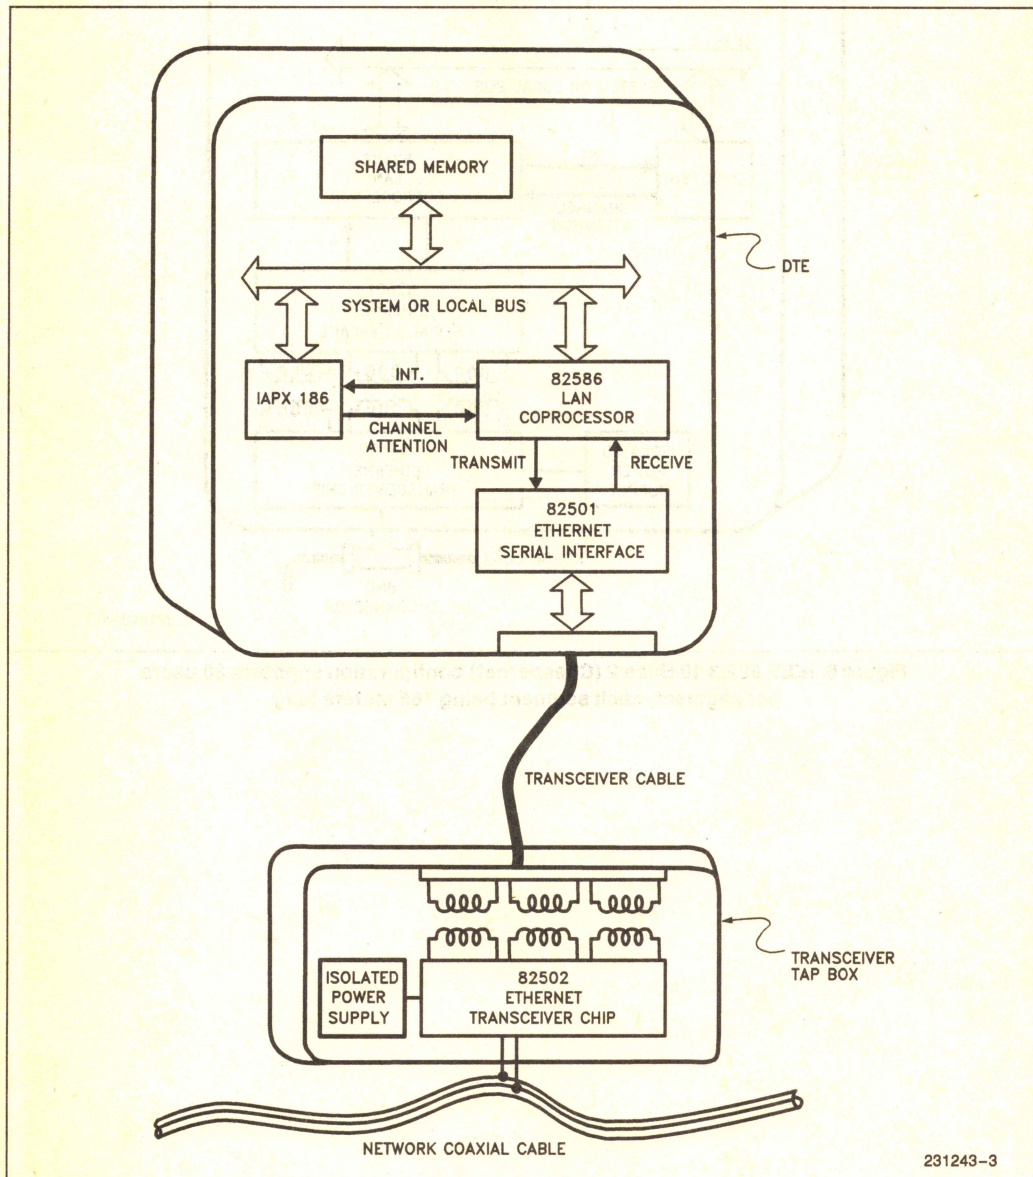 SHARED MEMORY
DTE
SYSTEM OR LOCAL BUS
IAPX 186
INT.
CHANNEL
ATTENTION
82586
LAN
COPROCESSOR
TRANSMIT
RECEIVE
82501
ETHERNET
SERIAL INTERFACE
TRANSCEIVER CABLE
ISOLATED
POWER
SUPPLY
82502
ETHERNET
TRANSCEIVER CHIP
TRANSCEIVER
TAP BOX
NETWORK COAXIAL CABLE
231243-3